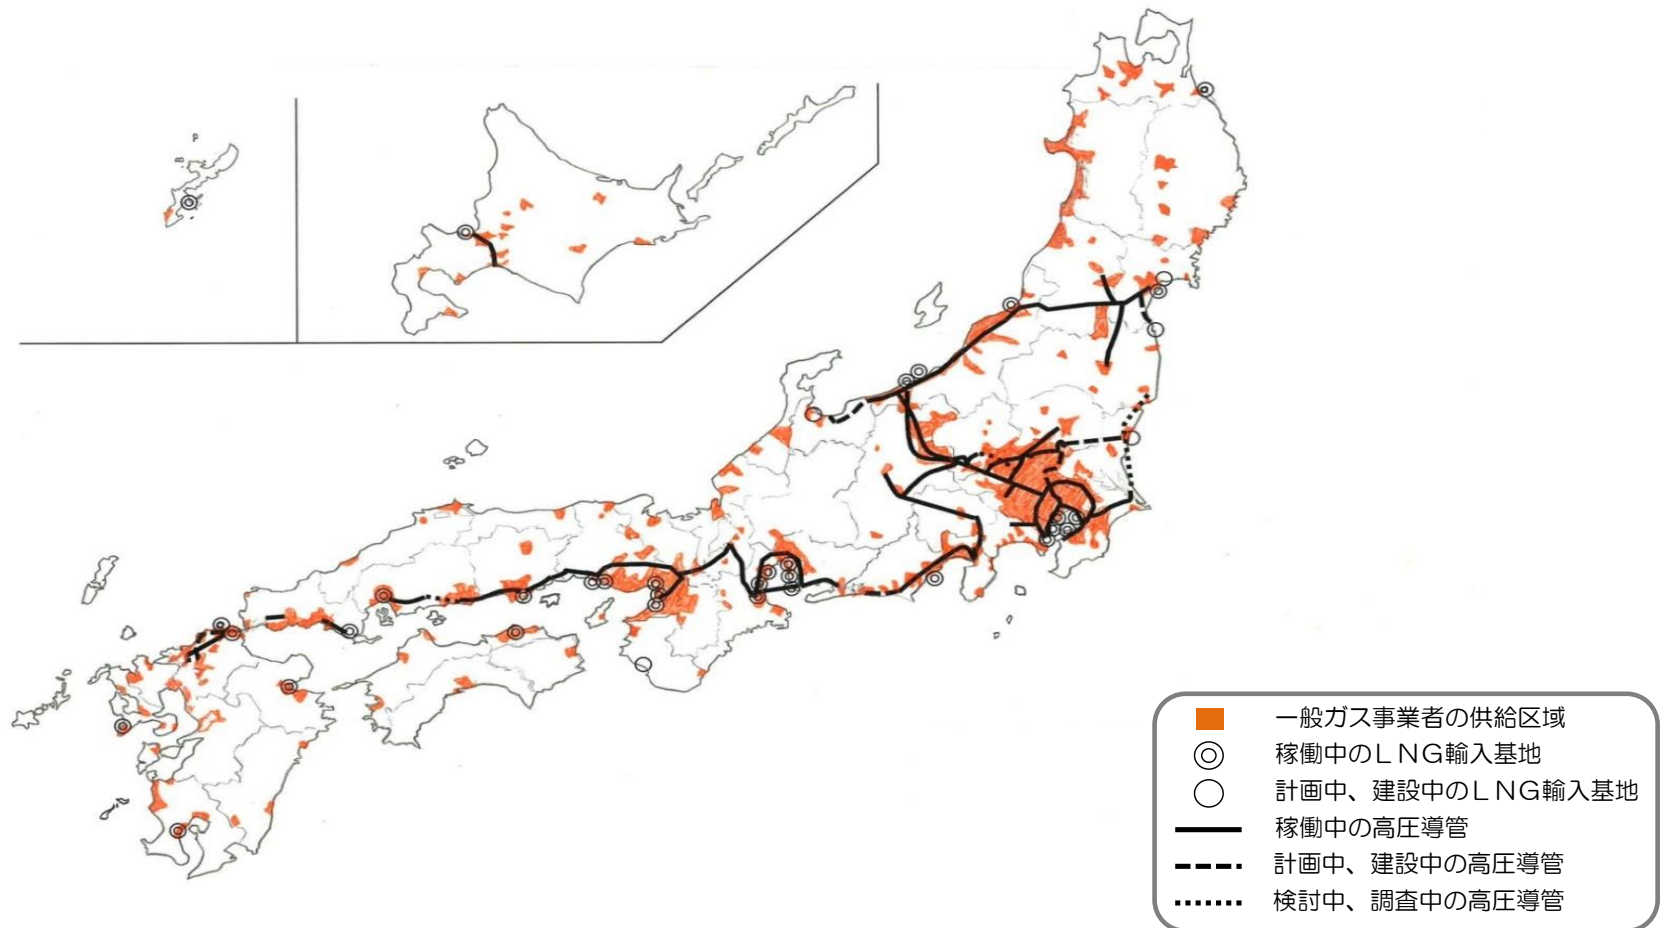 一般ガス事業者の供給区域
稼働中のLNG輸入基地
計画中、建設中のLNG輸入基地
稼働中の高圧導管
計画中、建設中の高圧導管
検討中、調査中の高圧導管